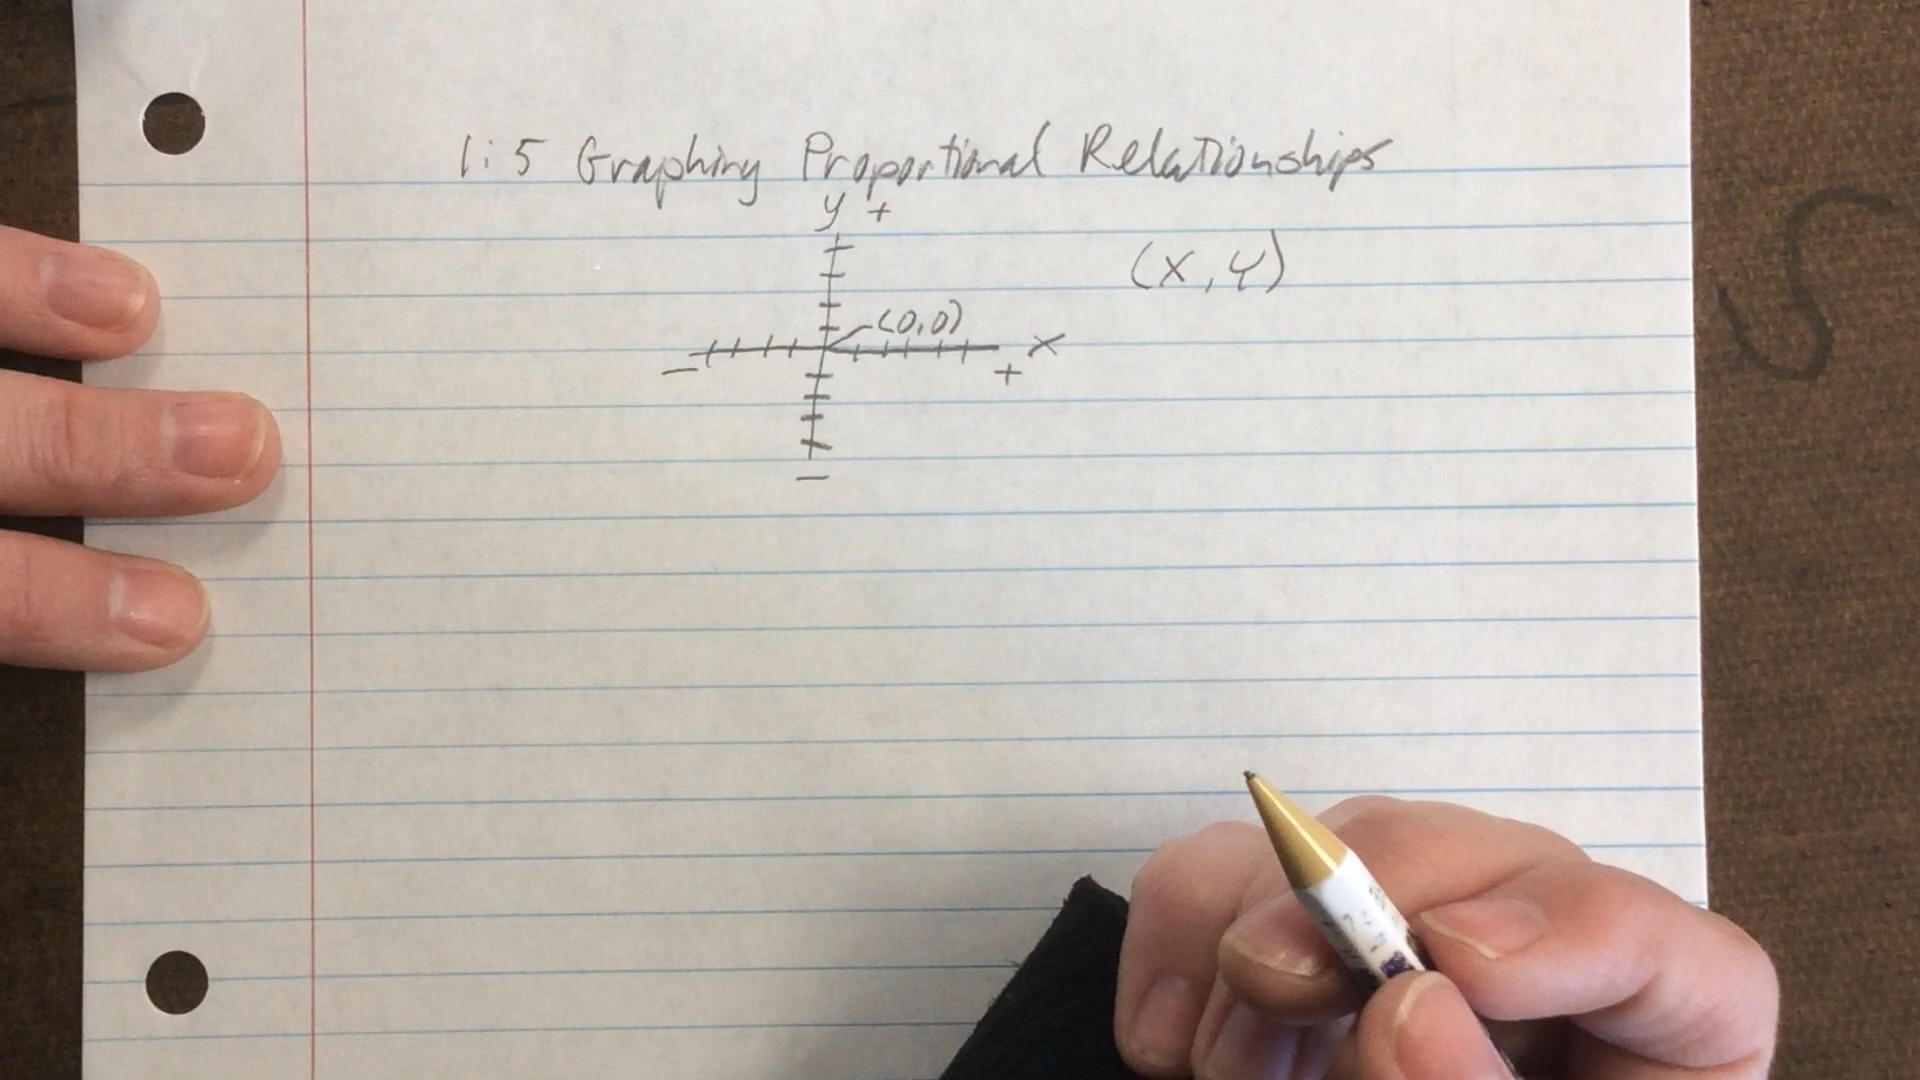 1:5 Graphing Proportional Relationships
y +
(x, y)
(0,0)
x
− +
−